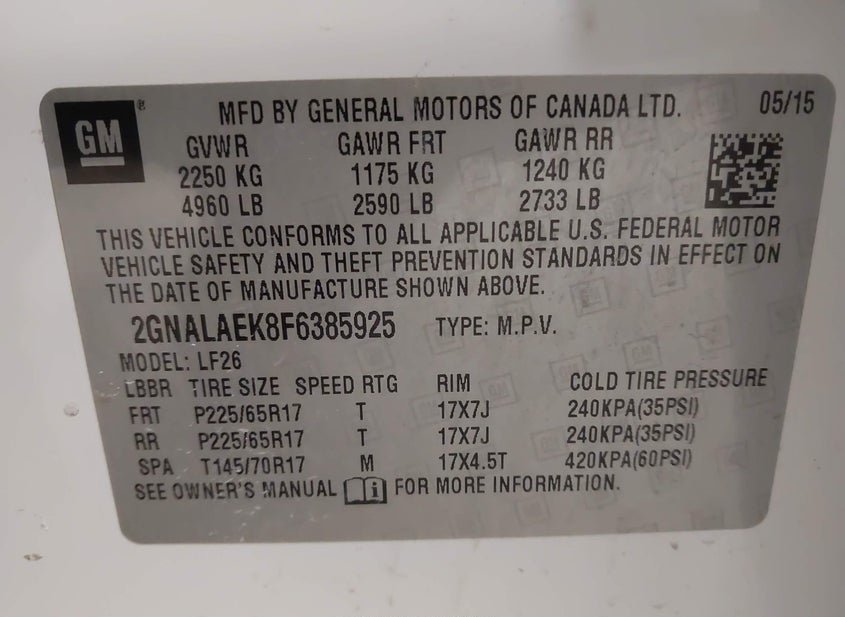 GM ® MFD BY GENERAL MOTORS OF CANADA LTD. 05/15
GVWR GAWR FRT GAWR RR
2250 KG 1175 KG 1240 KG
4960 LB 2590 LB 2733 LB
THIS VEHICLE CONFORMS TO ALL APPLICABLE U.S. FEDERAL MOTOR
VEHICLE SAFETY AND THEFT PREVENTION STANDARDS IN EFFECT ON
THE DATE OF MANUFACTURE SHOWN ABOVE.
2GNALAEK8F6385925 TYPE: M.P.V.
MODEL: LF26
LBBR TIRE SIZE SPEED RTG RIM COLD TIRE PRESSURE
FRT P225/65R17 T 17X7J 240KPA(35PSI)
RR P225/65R17 T 17X7J 240KPA(35PSI)
SPA T145/70R17 M 17X4.5T 420KPA(60PSI)
SEE OWNER'S MANUAL i FOR MORE INFORMATION.